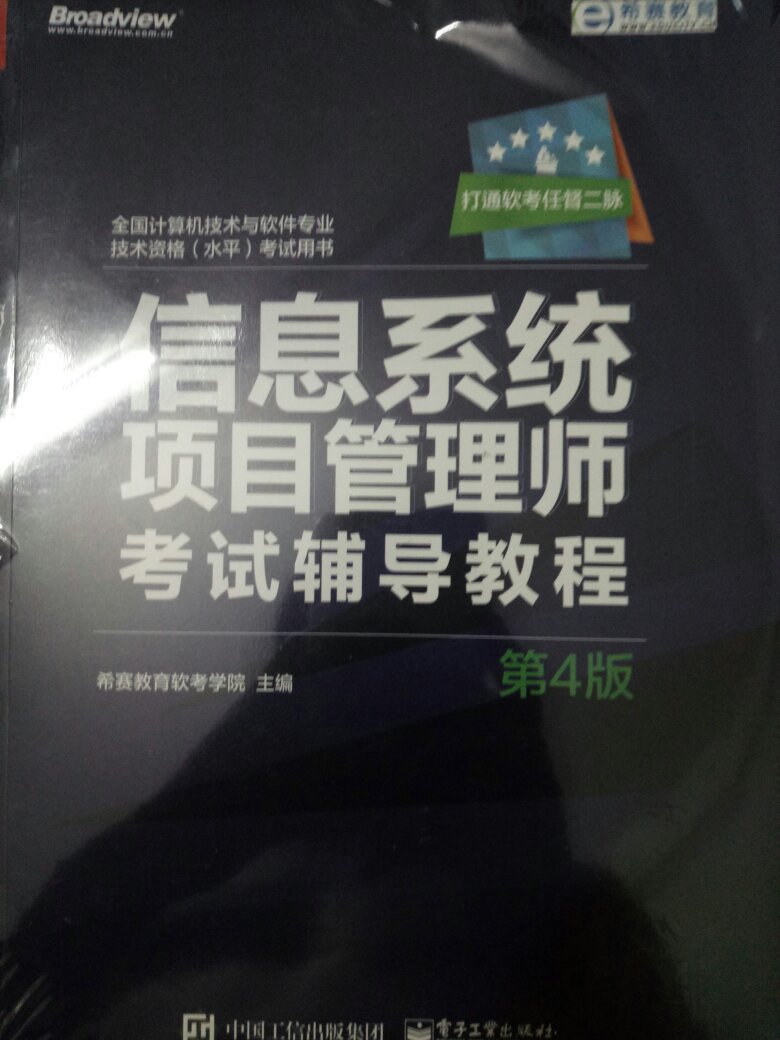 Broadview
www.broadview.com.cn
希赛教育
打通软考任督二脉
全国计算机技术与软件专业
技术资格（水平）考试用书
信息系统
项目管理师
考试辅导教程
第4版
希赛教育软考学院 主编
中国工信出版集团
电子工业出版社